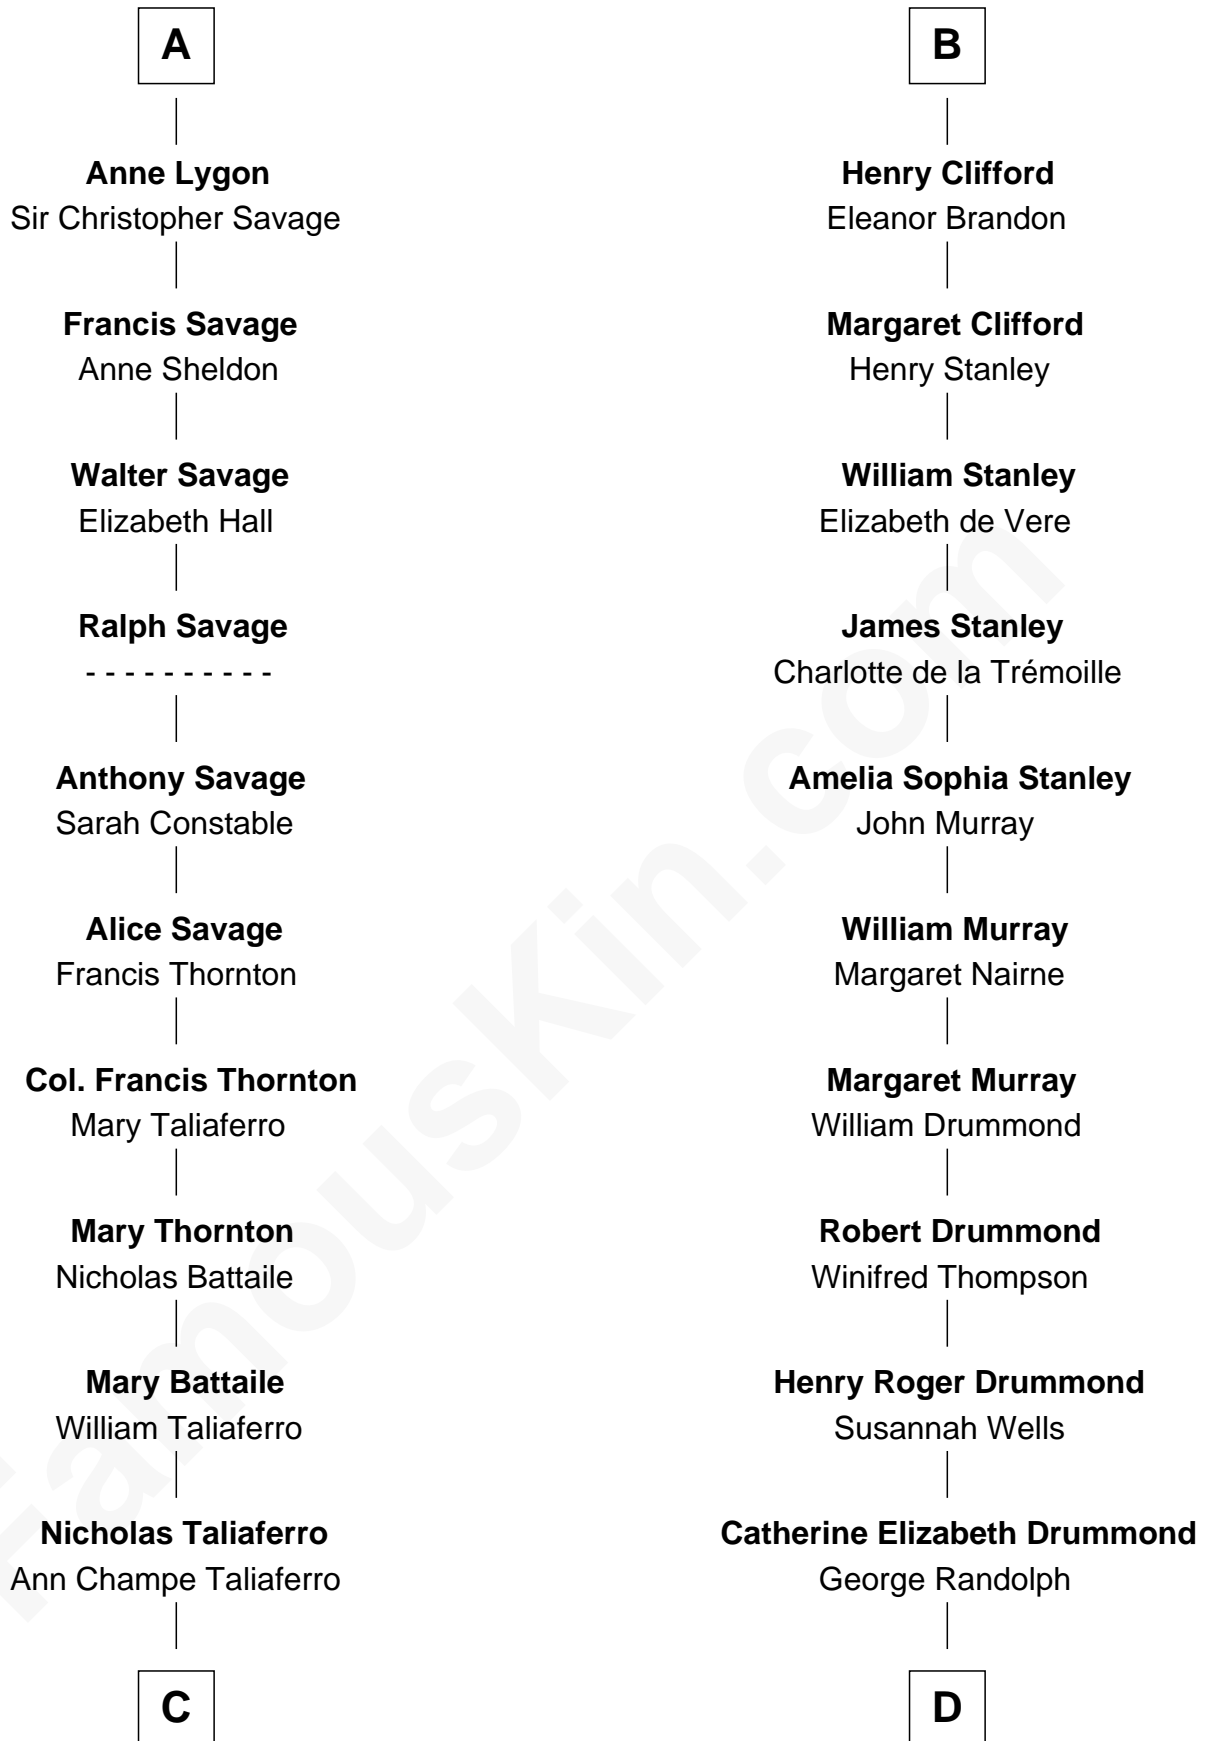 A
Anne Lygon
Sir Christopher Savage
Francis Savage
Anne Sheldon
Walter Savage
Elizabeth Hall
Ralph Savage
- - - - - - - - - -
Anthony Savage
Sarah Constable
Alice Savage
Francis Thornton
Col. Francis Thornton
Mary Taliaferro
Mary Thornton
Nicholas Battaile
Mary Battaile
William Taliaferro
Nicholas Taliaferro
Ann Champe Taliaferro
C
B
Henry Clifford
Eleanor Brandon
Margaret Clifford
Henry Stanley
William Stanley
Elizabeth de Vere
James Stanley
Charlotte de la Trémoille
Amelia Sophia Stanley
John Murray
William Murray
Margaret Nairne
Margaret Murray
William Drummond
Robert Drummond
Winifred Thompson
Henry Roger Drummond
Susannah Wells
Catherine Elizabeth Drummond
George Randolph
D
FamousKin.com